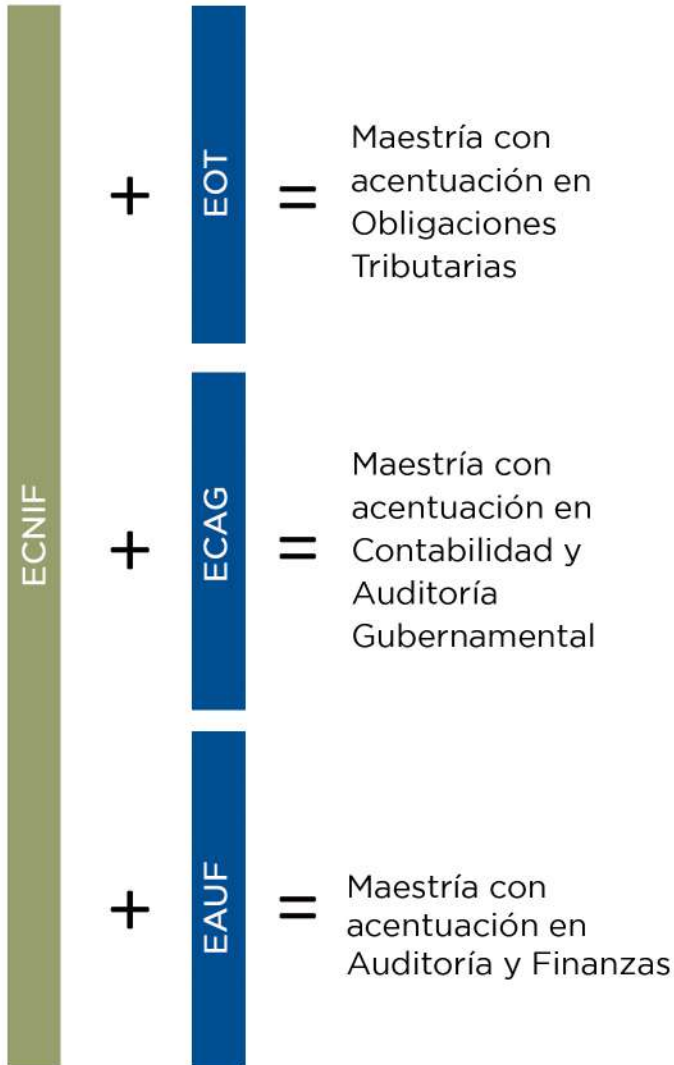 ECNIF
+
EOT
=
Maestría con
acentuación en
Obligaciones
Tributarias
+
ECAG
=
Maestría con
acentuación en
Contabilidad y
Auditoría
Gubernamental
+
EAUF
=
Maestría con
acentuación en
Auditoría y Finanzas